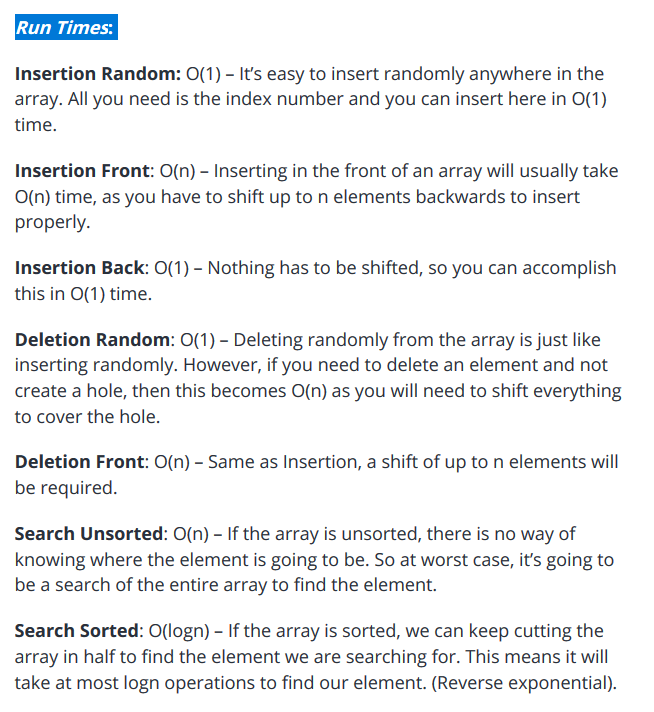 Run Times:
Insertion Random: O(1) – It’s easy to insert randomly anywhere in the
array. All you need is the index number and you can insert here in O(1)
time.
Insertion Front: O(n) – Inserting in the front of an array will usually take
O(n) time, as you have to shift up to n elements backwards to insert
properly.
Insertion Back: O(1) – Nothing has to be shifted, so you can accomplish
this in O(1) time.
Deletion Random: O(1) – Deleting randomly from the array is just like
inserting randomly. However, if you need to delete an element and not
create a hole, then this becomes O(n) as you will need to shift everything
to cover the hole.
Deletion Front: O(n) – Same as Insertion, a shift of up to n elements will
be required.
Search Unsorted: O(n) – If the array is unsorted, there is no way of
knowing where the element is going to be. So at worst case, it’s going to
be a search of the entire array to find the element.
Search Sorted: O(logn) – If the array is sorted, we can keep cutting the
array in half to find the element we are searching for. This means it will
take at most logn operations to find our element. (Reverse exponential).